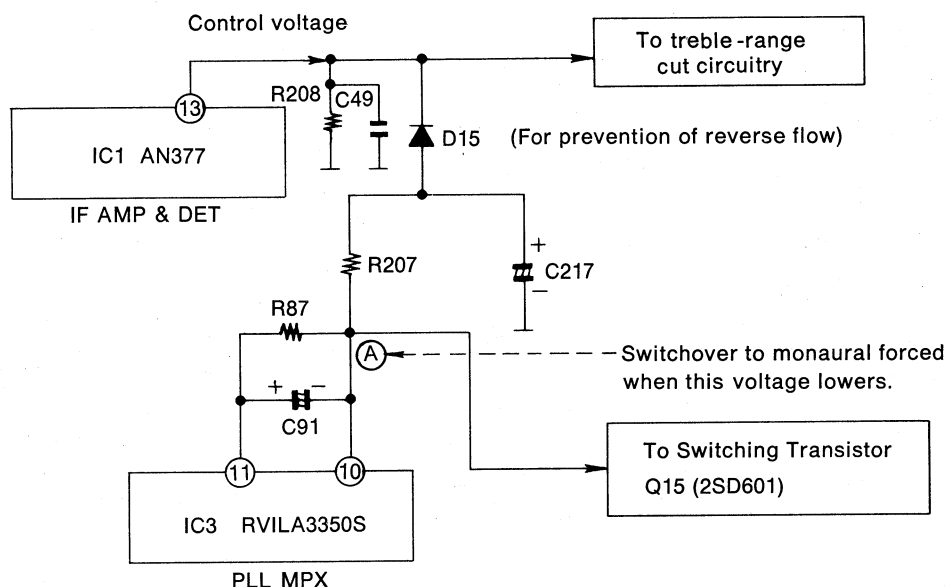 Control voltage
To treble-range
cut circuitry
R208
C49
13
D15
(For prevention of reverse flow)
IC1 AN377
IF AMP & DET
R207
+
C217
−
R87
A
Switchover to monaural forced
when this voltage lowers.
+ −
C91
11
10
To Switching Transistor
Q15 (2SD601)
IC3 RVILA3350S
PLL MPX